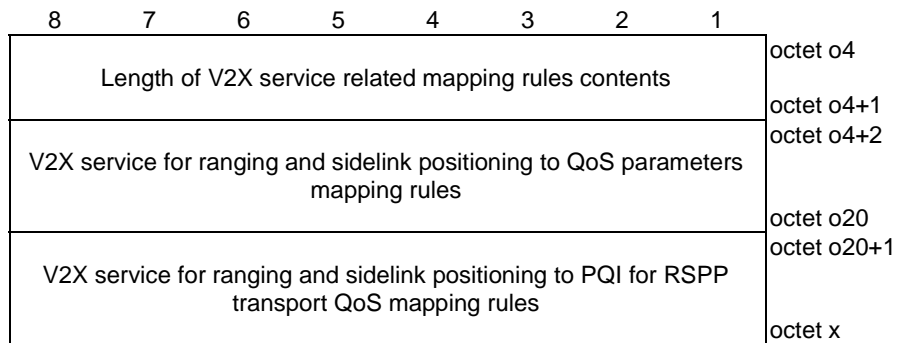 8 7 6 5 4 3 2 1
octet o4
Length of V2X service related mapping rules contents
octet o4+1
octet o4+2
V2X service for ranging and sidelink positioning to QoS parameters
mapping rules
octet o20
octet o20+1
V2X service for ranging and sidelink positioning to PQI for RSPP
transport QoS mapping rules
octet x